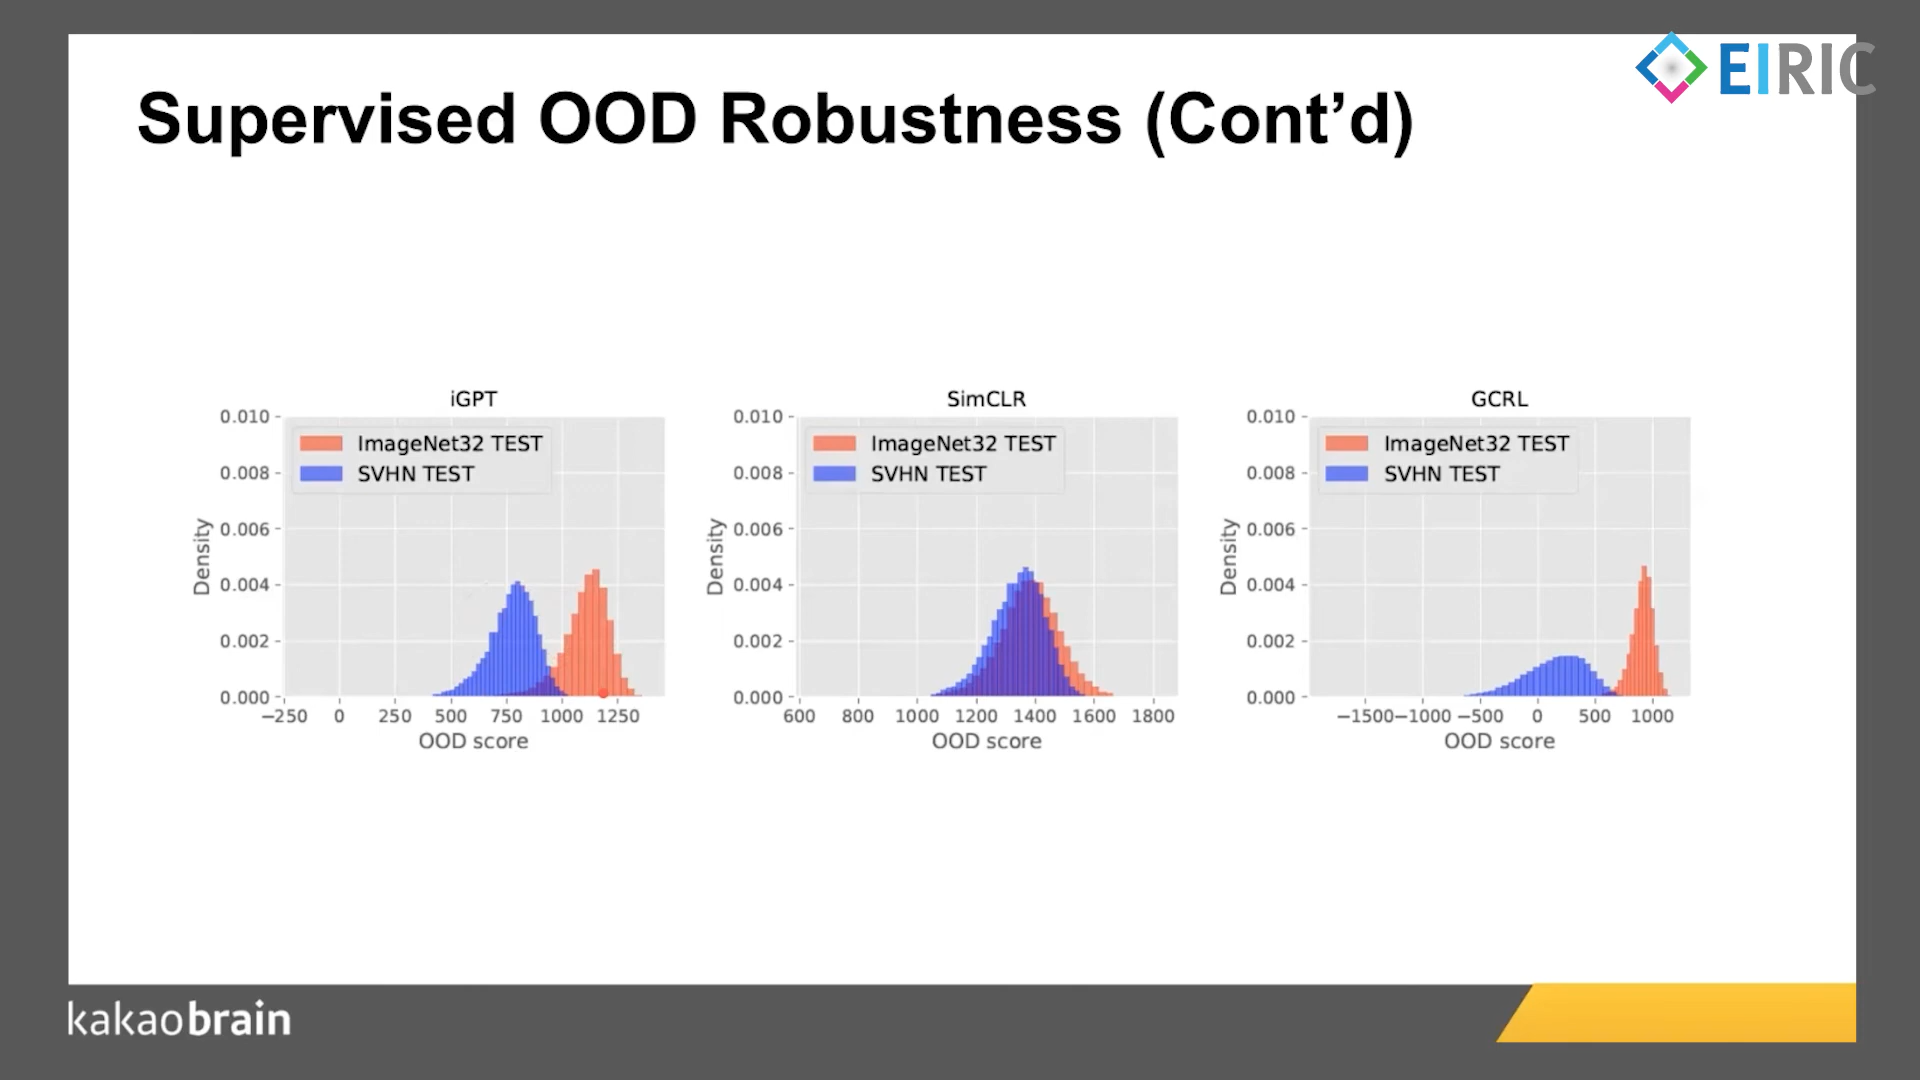 EIRIC
Supervised OOD Robustness (Cont’d)
iGPT
0.010
0.008
0.006
0.004
0.002
0.000
Density
ImageNet32 TEST
SVHN TEST
−250 0 250 500 750 1000 1250
OOD score
SimCLR
0.010
0.008
0.006
0.004
0.002
0.000
Density
ImageNet32 TEST
SVHN TEST
600 800 1000 1200 1400 1600 1800
OOD score
GCRL
0.010
0.008
0.006
0.004
0.002
0.000
Density
ImageNet32 TEST
SVHN TEST
−1500 −1000 −500 0 500 1000
OOD score
kakaobrain